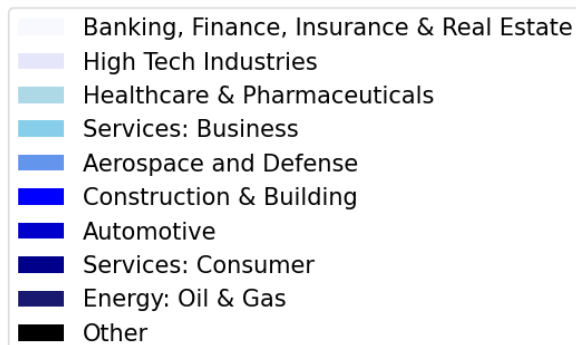 Banking, Finance, Insurance & Real Estate
High Tech Industries
Healthcare & Pharmaceuticals
Services: Business
Aerospace and Defense
Construction & Building
Automotive
Services: Consumer
Energy: Oil & Gas
Other